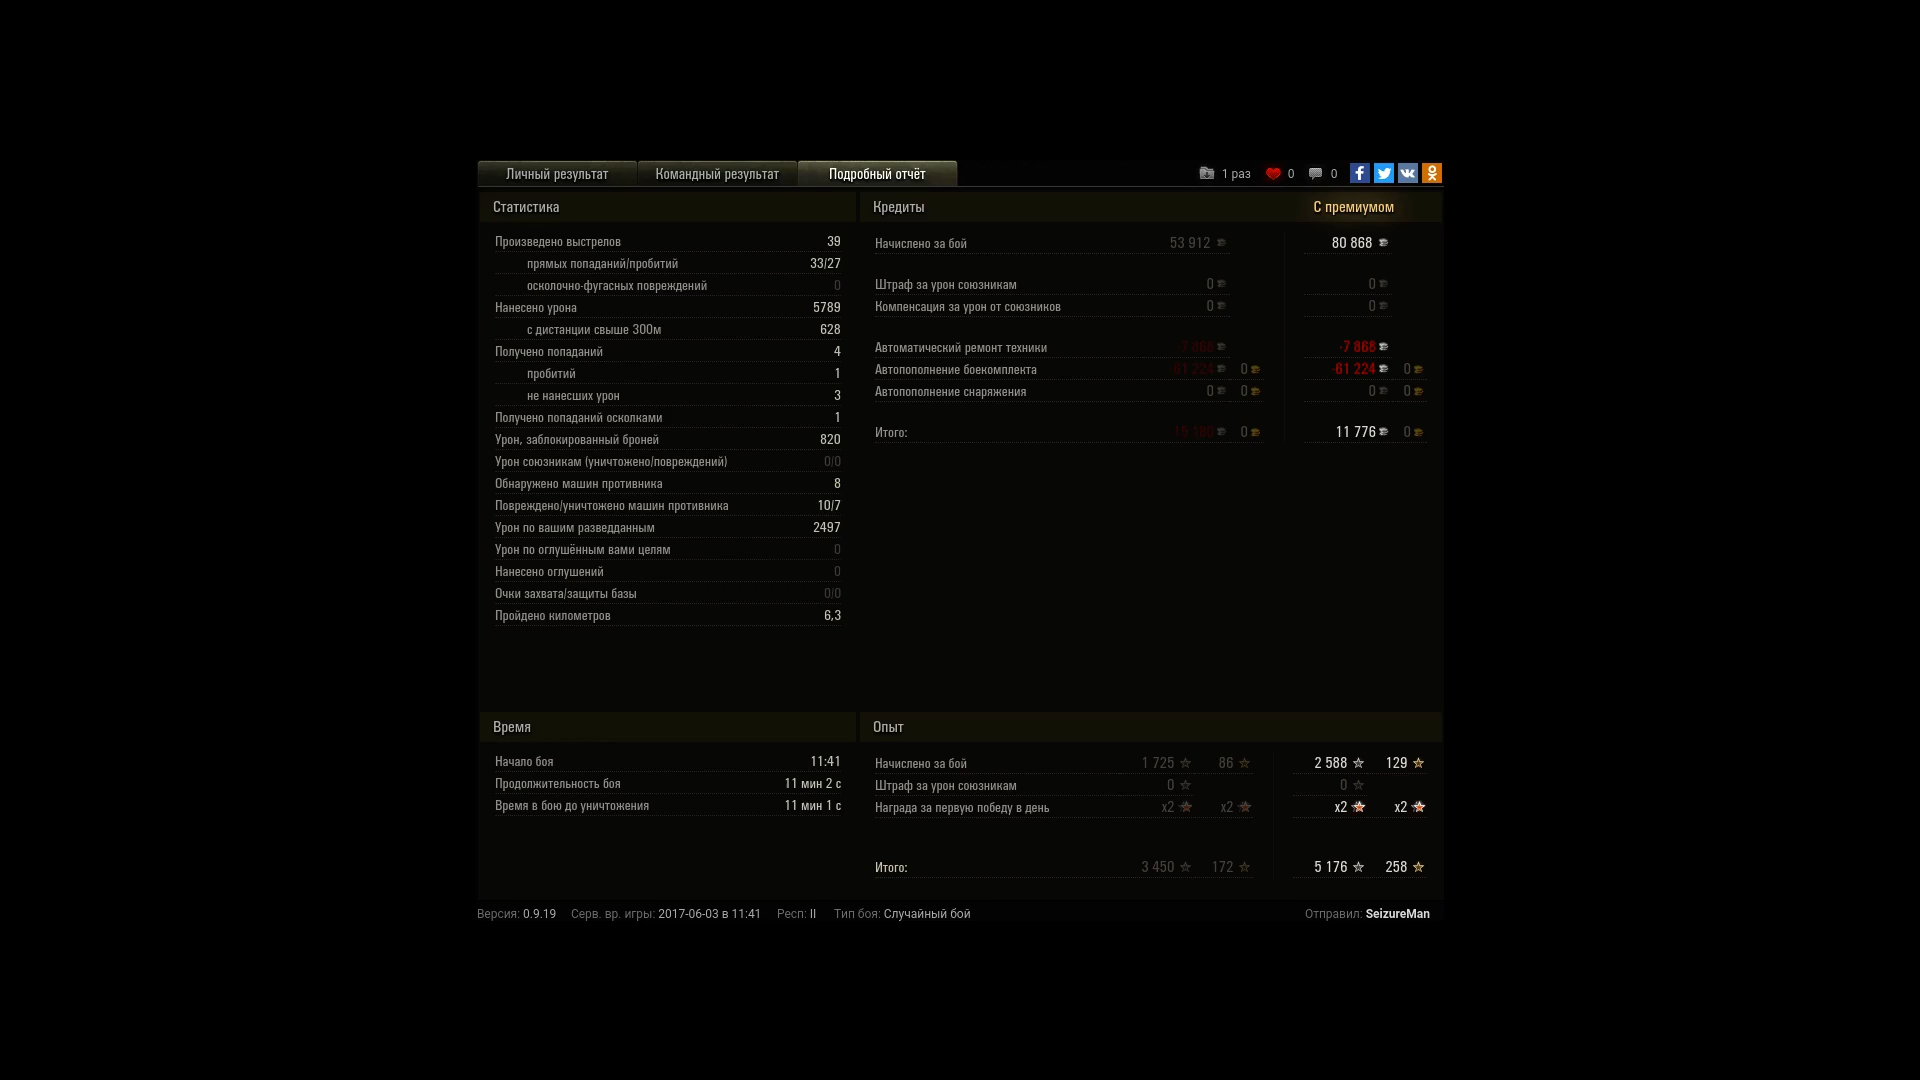 Личный результат Командный результат Подробный отчёт 1 раз 0 0
Статистика
Произведено выстрелов 39
прямых попаданий/пробитий 33/27
осколочно-фугасных повреждений 0
Нанесено урона 5789
с дистанции свыше 300м 628
Получено попаданий 4
пробитий 1
не нанесших урон 3
Получено попаданий осколками 1
Урон, заблокированный броней 820
Урон союзникам (уничтожено/повреждений) 0/0
Обнаружено машин противника 8
Повреждено/уничтожено машин противника 10/7
Урон по вашим разведданным 2497
Урон по оглушённым вами целям 0
Нанесено оглушений 0
Очки захвата/защиты базы 0/0
Пройдено километров 6,3
Кредиты С премиумом
Начислено за бой 53 912 80 868
Штраф за урон союзникам 0 0
Компенсация за урон от союзников 0 0
Автоматический ремонт техники -7 868 -7 868
Автопополнение боекомплекта -61 224 0 -61 224 0
Автопополнение снаряжения 0 0 0 0
Итого: -15 180 0 11 776 0
Время
Начало боя 11:41
Продолжительность боя 11 мин 2 с
Время в бою до уничтожения 11 мин 1 с
Опыт
Начислено за бой 1 725 86 2 588 129
Штраф за урон союзникам 0 0
Награда за первую победу в день x2 x2 x2 x2
Итого: 3 450 172 5 176 258
Версия: 0.9.19 Серв. вр. игры: 2017-06-03 в 11:41 Респ: II Тип боя: Случайный бой Отправил: SeizureMan